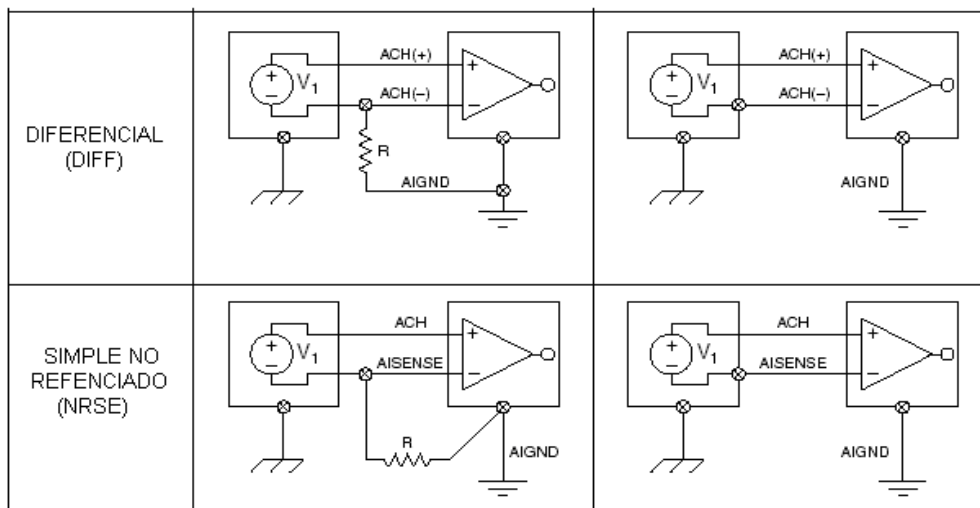 DIFERENCIAL
(DIFF)
+
−
V1
ACH(+)
ACH(−)
+
−
R
AIGND
+
−
V1
ACH(+)
ACH(−)
+
−
AIGND
SIMPLE NO
REFENCIADO
(NRSE)
+
−
V1
ACH
AISENSE
+
−
R
AIGND
+
−
V1
ACH
AISENSE
+
−
AIGND